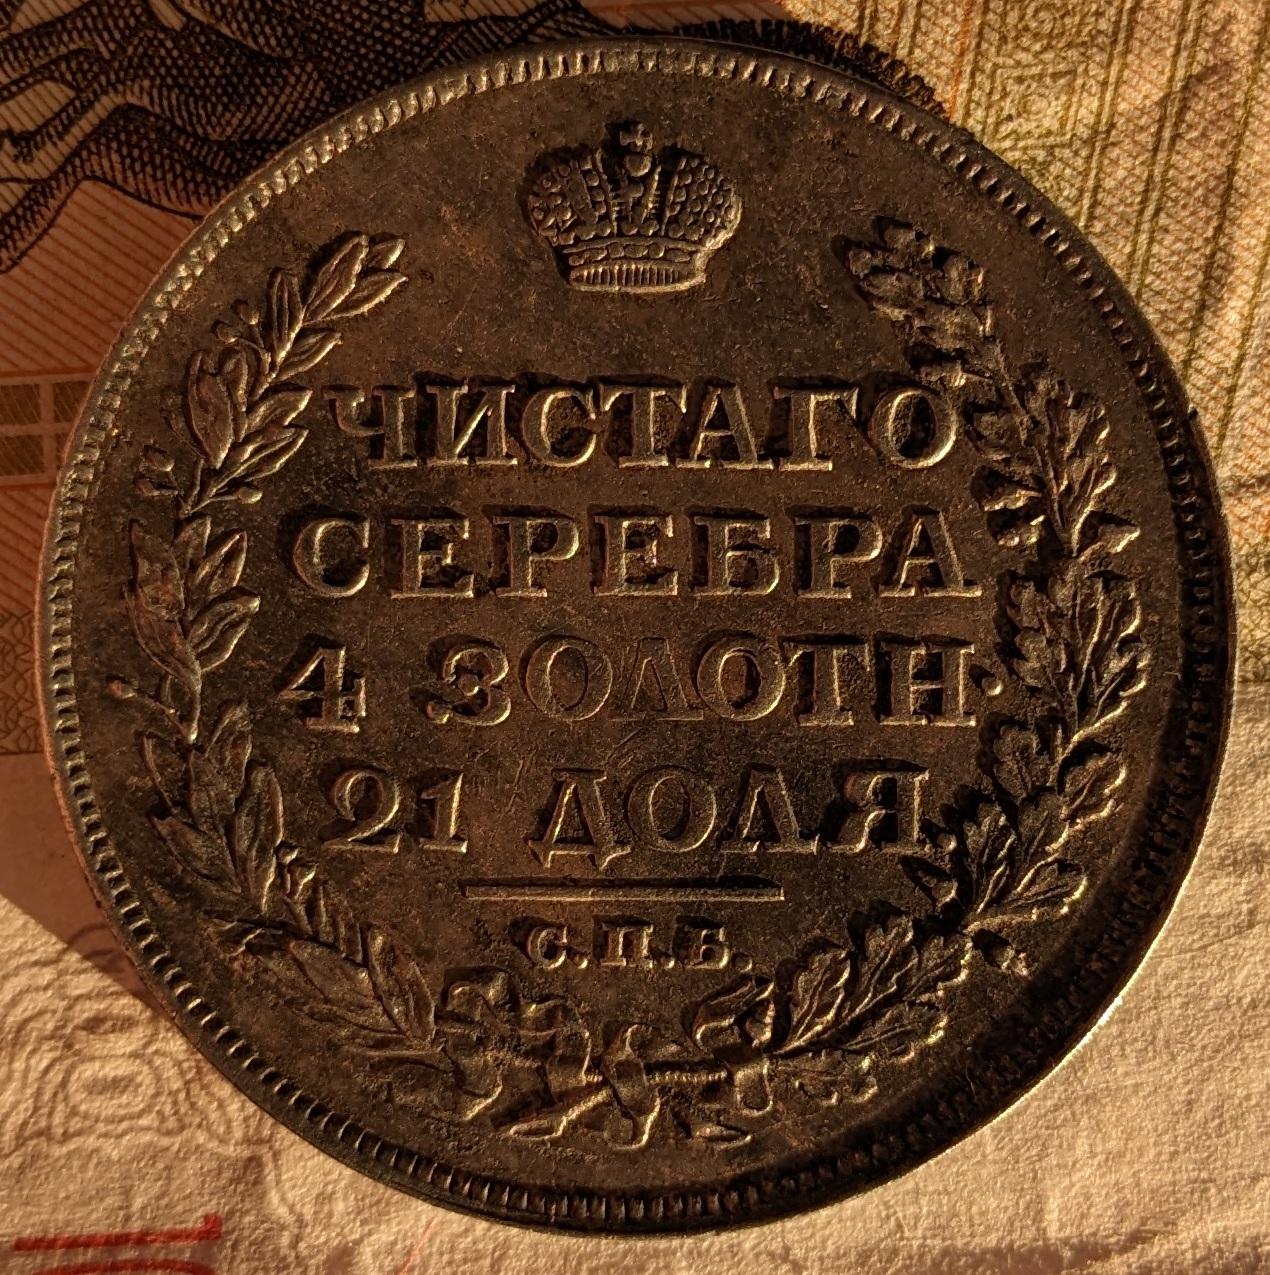 ЧИСТАГО
СЕРЕБРА
4 ЗОЛОТН.
21 ДОЛЯ
С.П.Б.